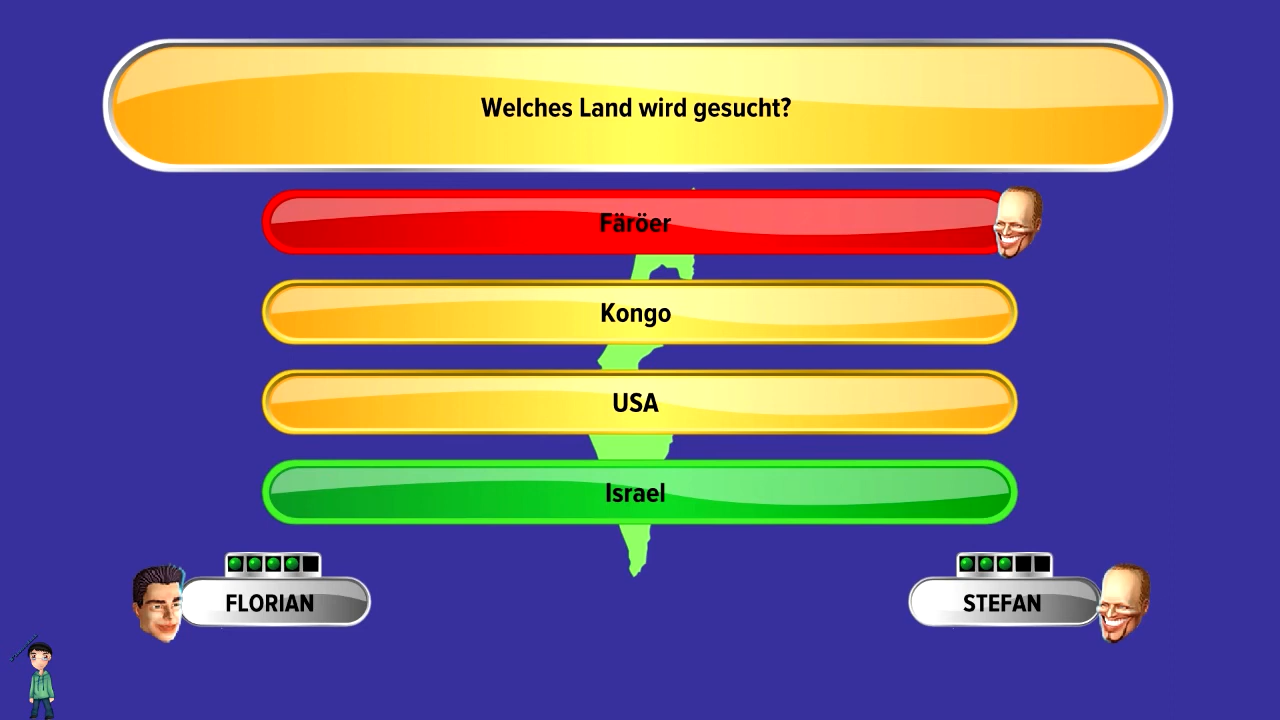 Welches Land wird gesucht?
Färöer
Kongo
USA
Israel
FLORIAN
STEFAN